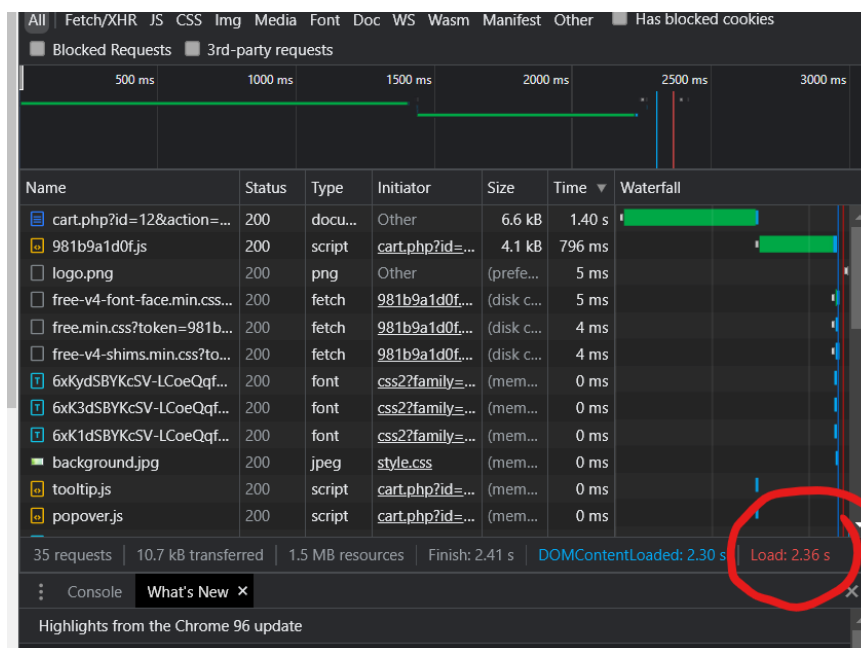 All Fetch/XHR JS CSS Img Media Font Doc WS Wasm Manifest Other Has blocked cookies
Blocked Requests 3rd-party requests
500 ms 1000 ms 1500 ms 2000 ms 2500 ms 3000 ms
Name Status Type Initiator Size Time Waterfall
cart.php?id=12&action=... 200 docu... Other 6.6 kB 1.40 s
981b9a1d0f.js 200 script cart.php?id=... 4.1 kB 796 ms
logo.png 200 png Other (prefe... 5 ms
free-v4-font-face.min.css... 200 fetch 981b9a1d0f.... (disk c... 5 ms
free.min.css?token=981b... 200 fetch 981b9a1d0f.... (disk c... 4 ms
free-v4-shims.min.css?to... 200 fetch 981b9a1d0f.... (disk c... 4 ms
6xKydSBYKcSV-LCoeQqf... 200 font css2?family=... (mem... 0 ms
6xK3dSBYKcSV-LCoeQqf... 200 font css2?family=... (mem... 0 ms
6xK1dSBYKcSV-LCoeQqf... 200 font css2?family=... (mem... 0 ms
background.jpg 200 jpeg style.css (mem... 0 ms
tooltip.js 200 script cart.php?id=... (mem... 0 ms
popover.js 200 script cart.php?id=... (mem... 0 ms
35 requests 10.7 kB transferred 1.5 MB resources Finish: 2.41 s DOMContentLoaded: 2.30 s Load: 2.36 s
Console What's New ×
Highlights from the Chrome 96 update